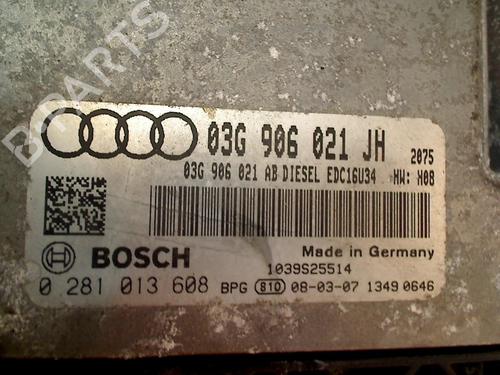 B PARTS
03G 906 021 JH 2075
03G 906 021 AB DIESEL EDC16U34 HW: H08
BOSCH
Made in Germany
1039S25514
0 281 013 608 BPG 810 08-03-07 1349 0646